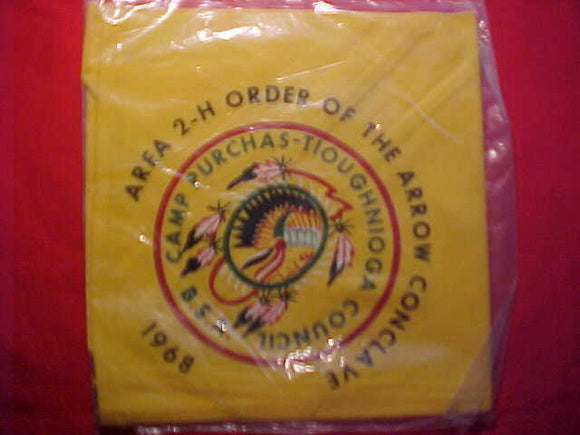 AREA 2-H ORDER OF THE ARROW CONCLAVE
1968
CAMP PURCHAS-TIOUGHNIOGA COUNCIL B.S.A.